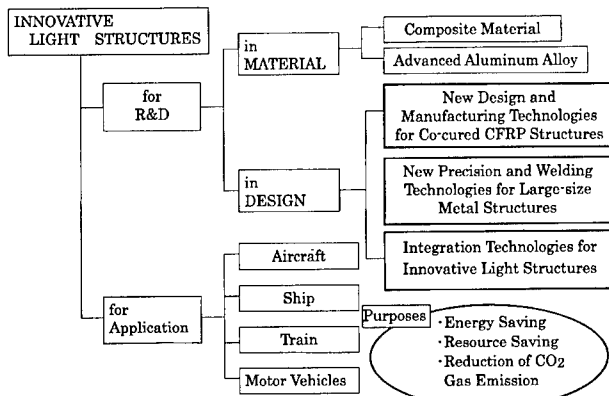 INNOVATIVE
LIGHT STRUCTURES
for
R&D
in
MATERIAL
Composite Material
Advanced Aluminum Alloy
in
DESIGN
New Design and
Manufacturing Technologies
for Co-cured CFRP Structures
New Precision and Welding
Technologies for Large-size
Metal Structures
Integration Technologies for
Innovative Light Structures
for
Application
Aircraft
Ship
Train
Motor Vehicles
Purposes
・Energy Saving
・Resource Saving
・Reduction of CO2
Gas Emission